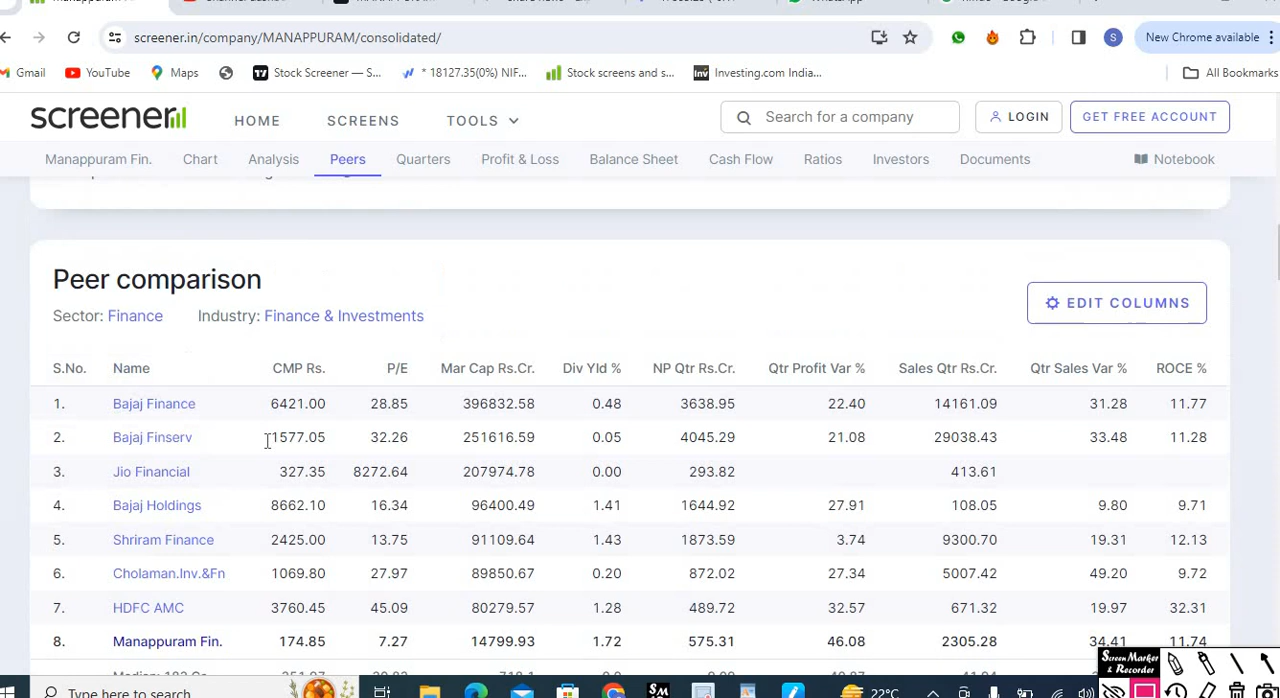 screener.in/company/MANAPPURAM/consolidated/
S
New Chrome available
Gmail
YouTube
Maps
Stock Screener — S...
* 18127.35(0%) NIF...
Stock screens and s...
Inv Investing.com India...
All Bookmarks
screener
HOME
SCREENS
TOOLS
Search for a company
LOGIN
GET FREE ACCOUNT
Manappuram Fin.
Chart
Analysis
Peers
Quarters
Profit & Loss
Balance Sheet
Cash Flow
Ratios
Investors
Documents
Notebook
Peer comparison
Sector: Finance Industry: Finance & Investments
EDIT COLUMNS
S.No. Name CMP Rs. P/E Mar Cap Rs.Cr. Div Yld % NP Qtr Rs.Cr. Qtr Profit Var % Sales Qtr Rs.Cr. Qtr Sales Var % ROCE %
1. Bajaj Finance 6421.00 28.85 396832.58 0.48 3638.95 22.40 14161.09 31.28 11.77
2. Bajaj Finserv 1577.05 32.26 251616.59 0.05 4045.29 21.08 29038.43 33.48 11.28
3. Jio Financial 327.35 8272.64 207974.78 0.00 293.82 413.61
4. Bajaj Holdings 8662.10 16.34 96400.49 1.41 1644.92 27.91 108.05 9.80 9.71
5. Shriram Finance 2425.00 13.75 91109.64 1.43 1873.59 3.74 9300.70 19.31 12.13
6. Cholaman.Inv.&Fn 1069.80 27.97 89850.67 0.20 872.02 27.34 5007.42 49.20 9.72
7. HDFC AMC 3760.45 45.09 80279.57 1.28 489.72 32.57 671.32 19.97 32.31
8. Manappuram Fin. 174.85 7.27 14799.93 1.72 575.31 46.08 2305.28 34.41 11.74
Screen Marker
& Recorder
Type here to search
SM
22°C